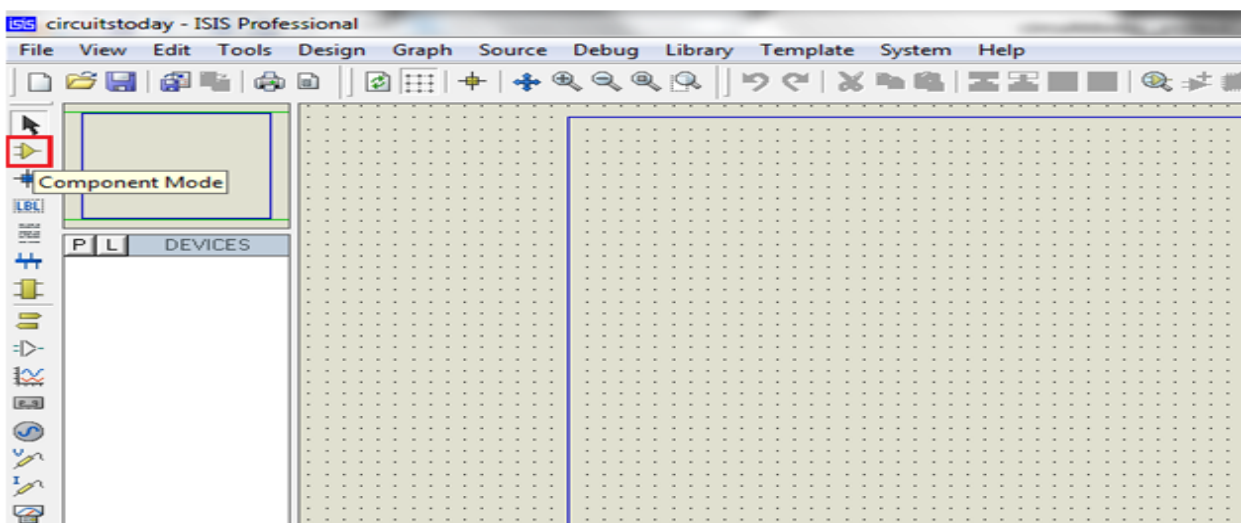 ISIS circuitstoday - ISIS Professional
File View Edit Tools Design Graph Source Debug Library Template System Help
Component Mode
LBL
P L DEVICES